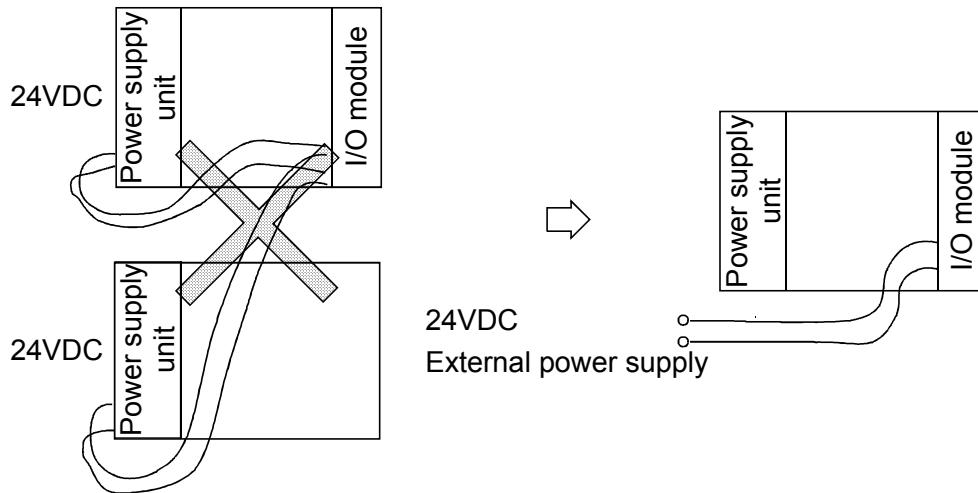 24VDC
Power supply
unit
I/O module
24VDC
Power supply
unit
Power supply
unit
I/O module
24VDC
External power supply